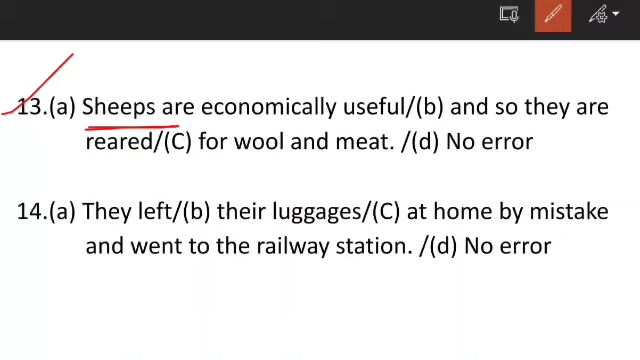 13.(a) Sheeps are economically useful/(b) and so they are
reared/(C) for wool and meat. /(d) No error
14.(a) They left/(b) their luggages/(C) at home by mistake
and went to the railway station. /(d) No error